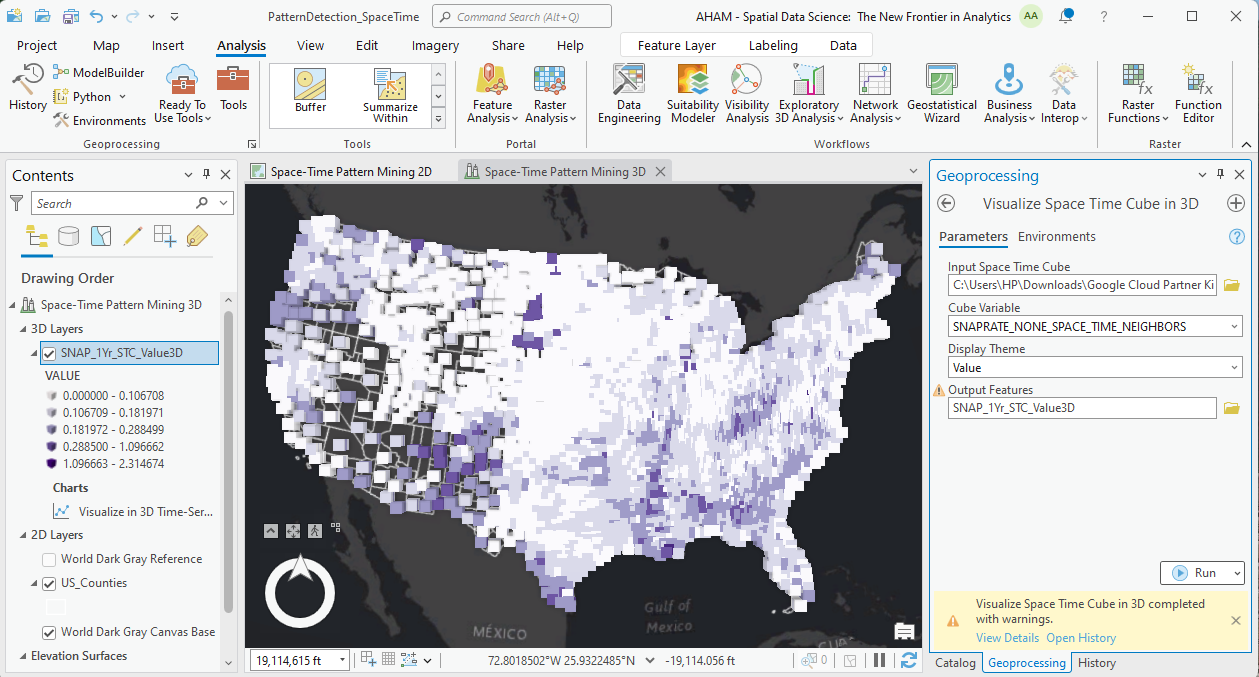 PatternDetection_SpaceTime
Command Search (Alt+Q)
AHAM - Spatial Data Science: The New Frontier in Analytics
AA
?
Project
Map
Insert
Analysis
View
Edit
Imagery
Share
Help
Feature Layer
Labeling
Data
History
ModelBuilder
Python
Environments
Ready To
Use Tools
Tools
Geoprocessing
Buffer
Summarize
Within
Tools
Feature
Analysis
Raster
Analysis
Portal
Data
Engineering
Suitability
Modeler
Visibility
Analysis
Exploratory
3D Analysis
Network
Analysis
Geostatistical
Wizard
Business
Analysis
Data
Interop
Workflows
Raster
Functions
Function
Editor
Raster
Contents
Search
Drawing Order
Space-Time Pattern Mining 3D
3D Layers
SNAP_1Yr_STC_Value3D
VALUE
0.000000 - 0.106708
0.106709 - 0.181971
0.181972 - 0.288499
0.288500 - 1.096662
1.096663 - 2.314674
Charts
Visualize in 3D Time-Ser...
2D Layers
World Dark Gray Reference
US_Counties
World Dark Gray Canvas Base
Elevation Surfaces
Space-Time Pattern Mining 2D
Space-Time Pattern Mining 3D
Gulf of
Mexico
MÉXICO
CUBA
19,114,615 ft
72.8018502°W 25.9322485°N
-19,114.056 ft
0
Geoprocessing
Visualize Space Time Cube in 3D
Parameters
Environments
?
Input Space Time Cube
C:\Users\HP\Downloads\Google Cloud Partner Ki
Cube Variable
SNAPRATE_NONE_SPACE_TIME_NEIGHBORS
Display Theme
Value
Output Features
SNAP_1Yr_STC_Value3D
Run
Visualize Space Time Cube in 3D completed
with warnings.
View Details Open History
Catalog
Geoprocessing
History